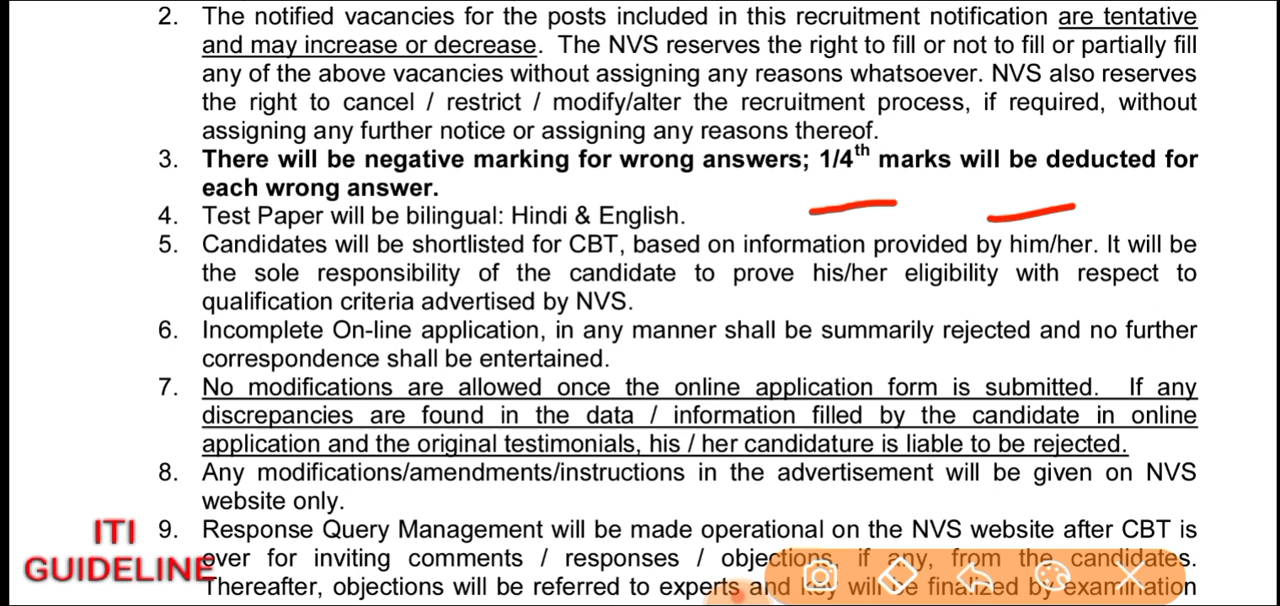 2. The notified vacancies for the posts included in this recruitment notification are tentative
and may increase or decrease. The NVS reserves the right to fill or not to fill or partially fill
any of the above vacancies without assigning any reasons whatsoever. NVS also reserves
the right to cancel / restrict / modify/alter the recruitment process, if required, without
assigning any further notice or assigning any reasons thereof.
3. There will be negative marking for wrong answers; 1/4th marks will be deducted for
each wrong answer.
4. Test Paper will be bilingual: Hindi & English.
5. Candidates will be shortlisted for CBT, based on information provided by him/her. It will be
the sole responsibility of the candidate to prove his/her eligibility with respect to
qualification criteria advertised by NVS.
6. Incomplete On-line application, in any manner shall be summarily rejected and no further
correspondence shall be entertained.
7. No modifications are allowed once the online application form is submitted. If any
discrepancies are found in the data / information filled by the candidate in online
application and the original testimonials, his / her candidature is liable to be rejected.
8. Any modifications/amendments/instructions in the advertisement will be given on NVS
website only.
9. Response Query Management will be made operational on the NVS website after CBT is
over for inviting comments / responses / objections, if any, from the candidates.
Thereafter, objections will be referred to experts and key will be finalized by examination
ITI
GUIDELINE